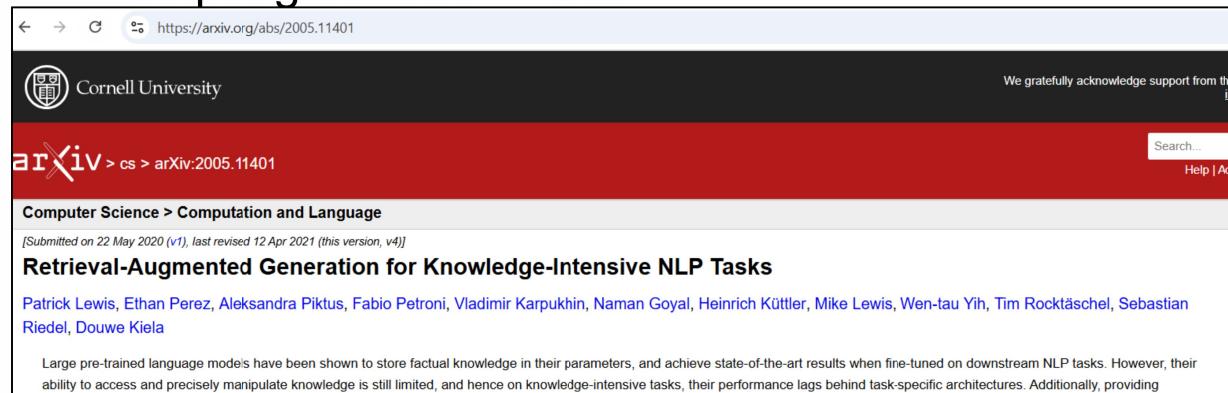 https://arxiv.org/abs/2005.11401
Cornell University
We gratefully acknowledge support from th
arXiv > cs > arXiv:2005.11401
Search...
Help | A
Computer Science > Computation and Language
[Submitted on 22 May 2020 (v1), last revised 12 Apr 2021 (this version, v4)]
Retrieval-Augmented Generation for Knowledge-Intensive NLP Tasks
Patrick Lewis, Ethan Perez, Aleksandra Piktus, Fabio Petroni, Vladimir Karpukhin, Naman Goyal, Heinrich Küttler, Mike Lewis, Wen-tau Yih, Tim Rocktäschel, Sebastian
Riedel, Douwe Kiela
Large pre-trained language models have been shown to store factual knowledge in their parameters, and achieve state-of-the-art results when fine-tuned on downstream NLP tasks. However, their
ability to access and precisely manipulate knowledge is still limited, and hence on knowledge-intensive tasks, their performance lags behind task-specific architectures. Additionally, providing